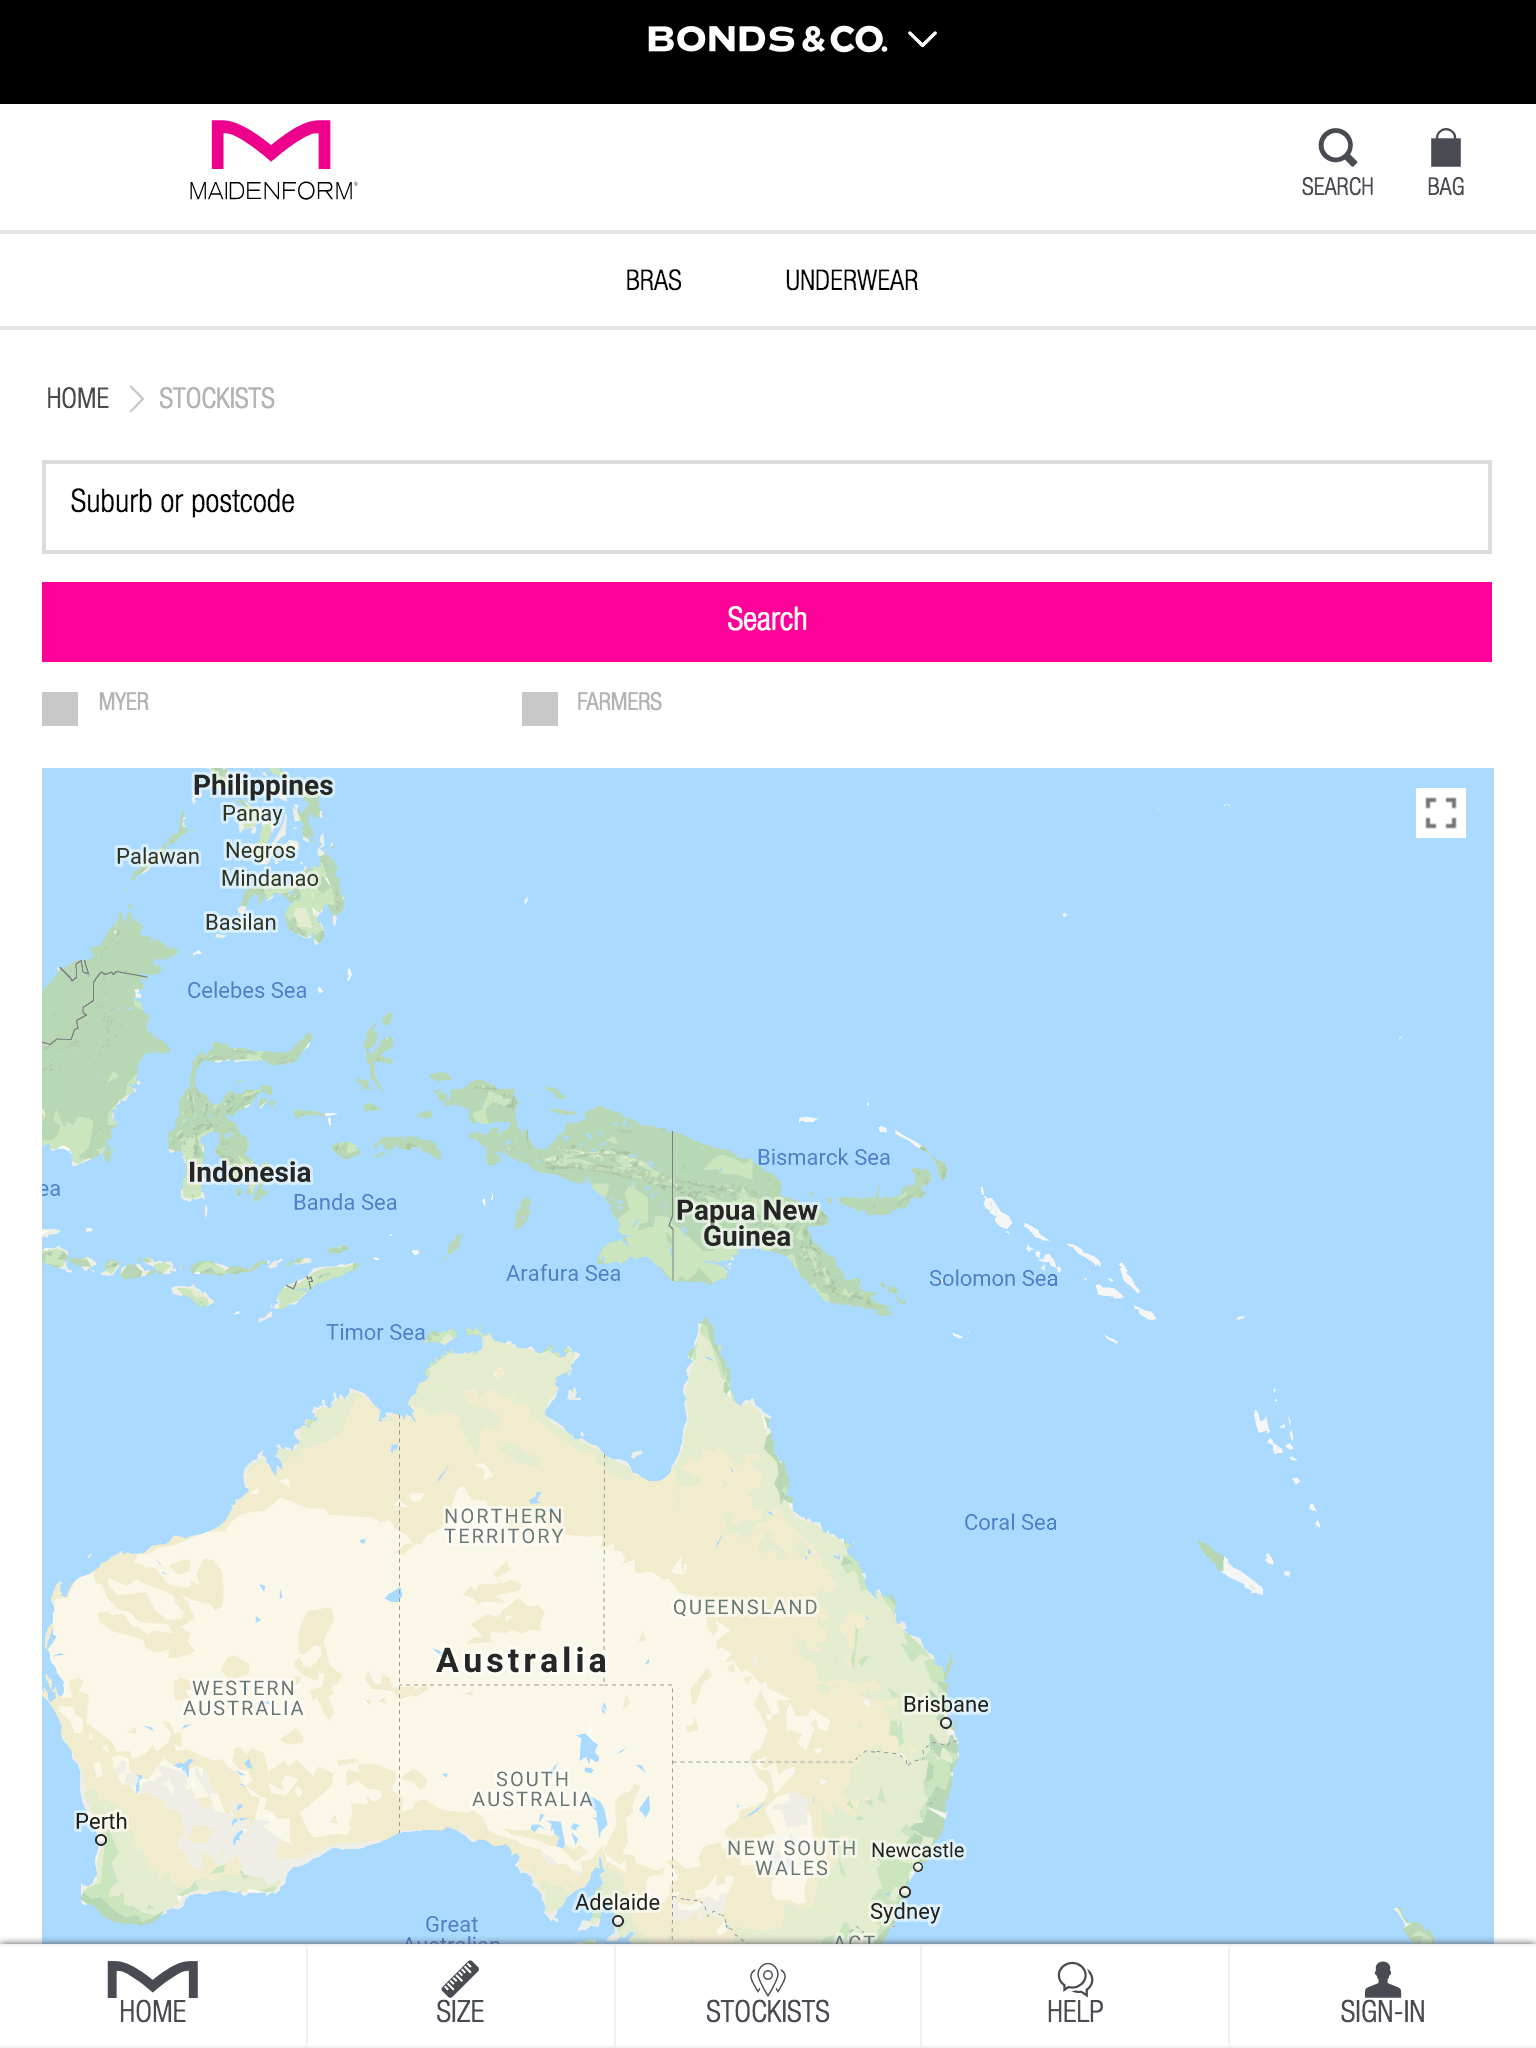 BONDS & CO.
MAIDENFORM®
SEARCH
BAG
BRAS
UNDERWEAR
HOME
STOCKISTS
Suburb or postcode
Search
MYER
FARMERS
Philippines
Panay
Palawan
Negros
Mindanao
Basilan
Celebes Sea
Indonesia
Banda Sea
ea
Bismarck Sea
Papua New
Guinea
Arafura Sea
Solomon Sea
Timor Sea
NORTHERN
TERRITORY
Coral Sea
QUEENSLAND
Australia
WESTERN
AUSTRALIA
Brisbane
SOUTH
AUSTRALIA
Perth
NEW SOUTH
WALES
Newcastle
Adelaide
Sydney
Great
Australian
ACT
HOME
SIZE
STOCKISTS
HELP
SIGN-IN